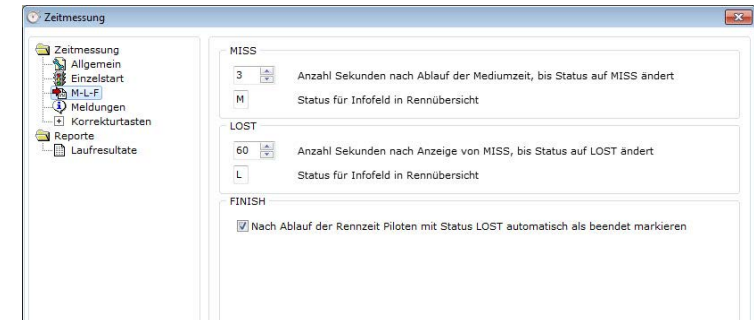 Zeitmessung
Zeitmessung
Allgemein
Einzelstart
M-L-F
Meldungen
Korrekturtasten
Reporte
Laufresultate
MISS
3 Anzahl Sekunden nach Ablauf der Mediumzeit, bis Status auf MISS ändert
M Status für Infofeld in Rennübersicht
LOST
60 Anzahl Sekunden nach Anzeige von MISS, bis Status auf LOST ändert
L Status für Infofeld in Rennübersicht
FINISH
Nach Ablauf der Rennzeit Piloten mit Status LOST automatisch als beendet markieren